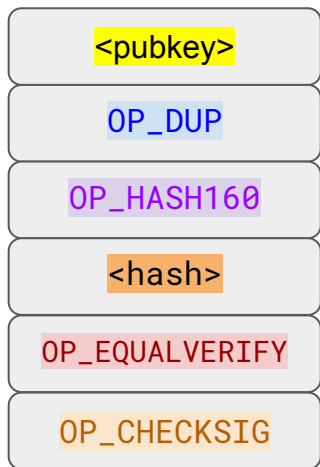 <pubkey>
OP_DUP
OP_HASH160
<hash>
OP_EQUALVERIFY
OP_CHECKSIG